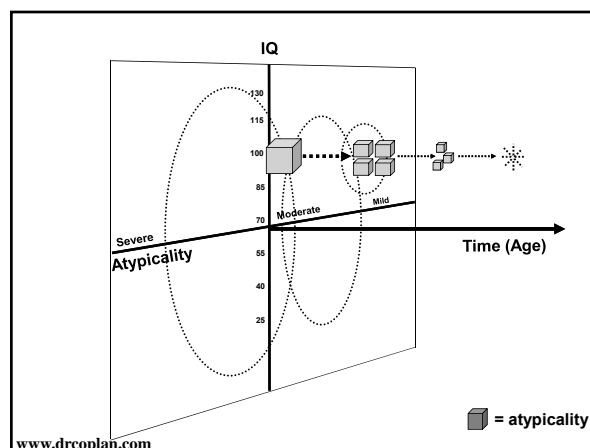 IQ
130
115
100
85
70
55
40
25
Severe
Moderate
Mild
Atypicality
Time (Age)
= atypicality
www.drcoplan.com